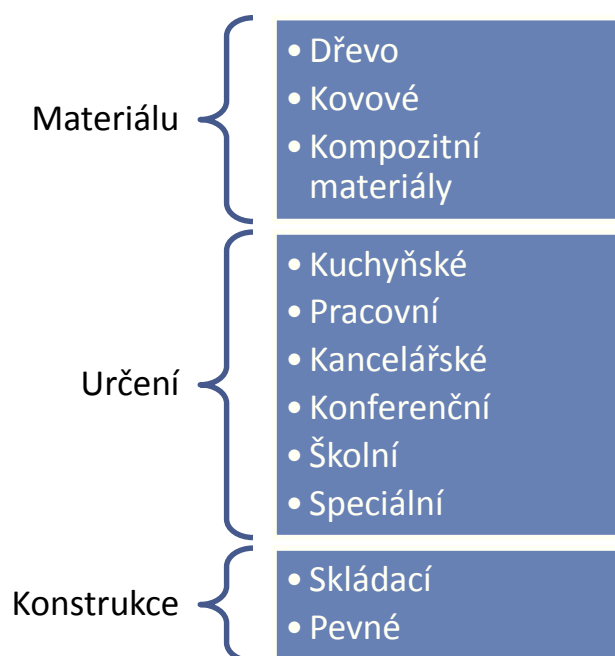 Materiálu
• Dřevo
• Kovové
• Kompozitní
materiály
Určení
• Kuchyňské
• Pracovní
• Kancelářské
• Konferenční
• Školní
• Speciální
Konstrukce
• Skládací
• Pevné